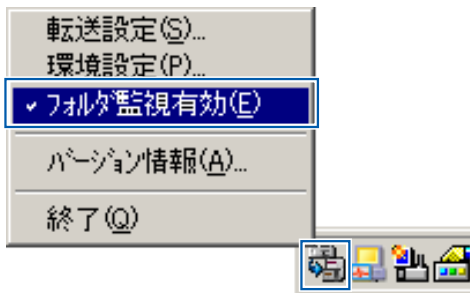 転送設定(S)...
環境設定(P)...
✓ ﾌｫﾙﾀﾞ監視有効(E)
ﾊﾞｰｼﾞｮﾝ情報(A)...
終了(Q)